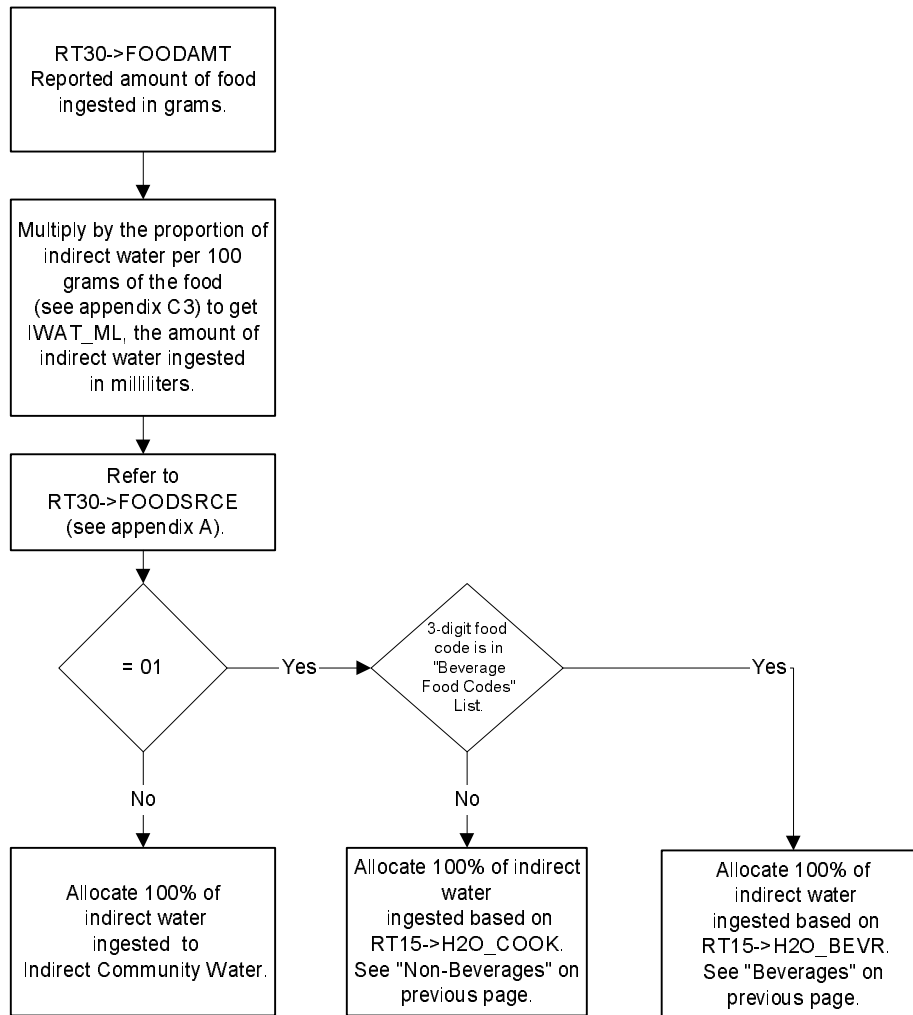 RT30->FOODAMT
Reported amount of food
ingested in grams.
Multiply by the proportion of
indirect water per 100
grams of the food
(see appendix C3) to get
IWAT_ML, the amount of
indirect water ingested
in milliliters.
Refer to
RT30->FOODSRCE
(see appendix A).
= 01
Yes
3-digit food
code is in
"Beverage
Food Codes"
List.
Yes
No
No
Allocate 100% of
indirect water
ingested to
Indirect Community Water.
Allocate 100% of indirect
water
ingested based on
RT15->H2O_COOK.
See "Non-Beverages" on
previous page.
Allocate 100% of
indirect water
ingested based on
RT15->H2O_BEVR.
See "Beverages" on
previous page.